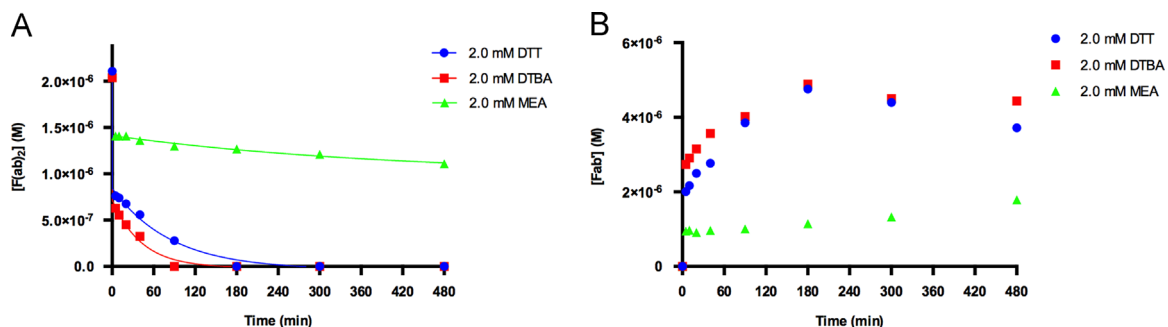 A
[F(ab)₂] (M)
2.0×10⁻⁶
1.5×10⁻⁶
1.0×10⁻⁶
5.0×10⁻⁷
0.0
0 60 120 180 240 300 360 420 480
Time (min)
2.0 mM DTT
2.0 mM DTBA
2.0 mM MEA
B
[Fab'] (M)
6×10⁻⁶
4×10⁻⁶
2×10⁻⁶
0
0 60 120 180 240 300 360 420 480
Time (min)
2.0 mM DTT
2.0 mM DTBA
2.0 mM MEA